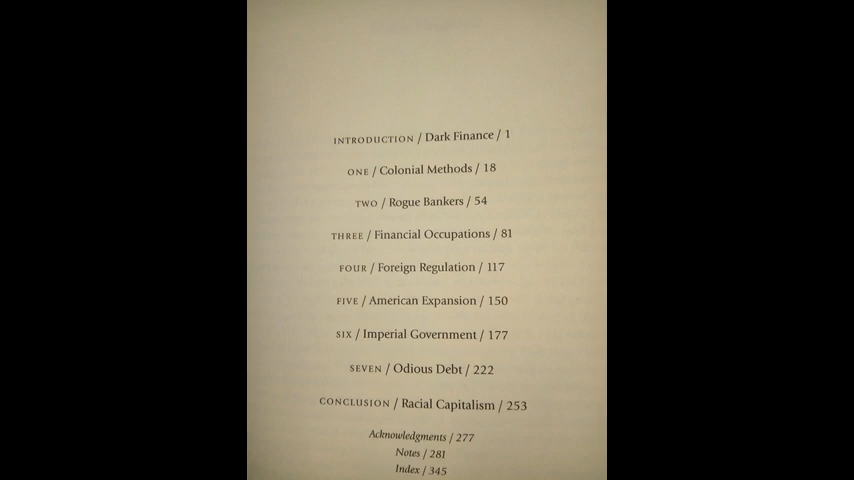 INTRODUCTION / Dark Finance / 1
ONE / Colonial Methods / 18
TWO / Rogue Bankers / 54
THREE / Financial Occupations / 81
FOUR / Foreign Regulation / 117
FIVE / American Expansion / 150
SIX / Imperial Government / 177
SEVEN / Odious Debt / 222
CONCLUSION / Racial Capitalism / 253
Acknowledgments / 277
Notes / 281
Index / 345